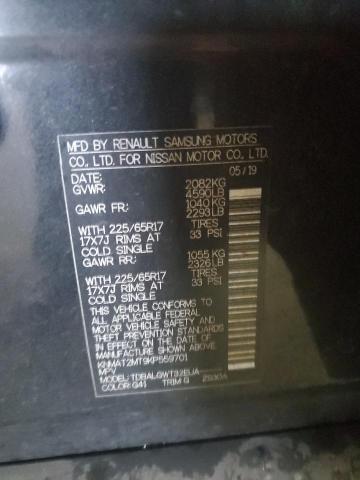 MFD BY RENAULT SAMSUNG MOTORS
CO., LTD. FOR NISSAN MOTOR CO., LTD.
DATE: 05/19
GVWR: 2082KG
4590LB
GAWR FR: 1040KG
2293LB
WITH 225/65R17 TIRES
17X7J RIMS AT 33 PSI
COLD SINGLE
GAWR RR: 1055KG
2326LB
WITH 225/65R17 TIRES
17X7J RIMS AT 33 PSI
COLD SINGLE
THIS VEHICLE CONFORMS TO
ALL APPLICABLE FEDERAL
MOTOR VEHICLE SAFETY AND
THEFT PREVENTION STANDARDS
IN EFFECT ON THE DATE OF
MANUFACTURE SHOWN ABOVE.
KNMAT2MT9KP559701
MPV
MODEL:
COLOR: G41 TRIM: G